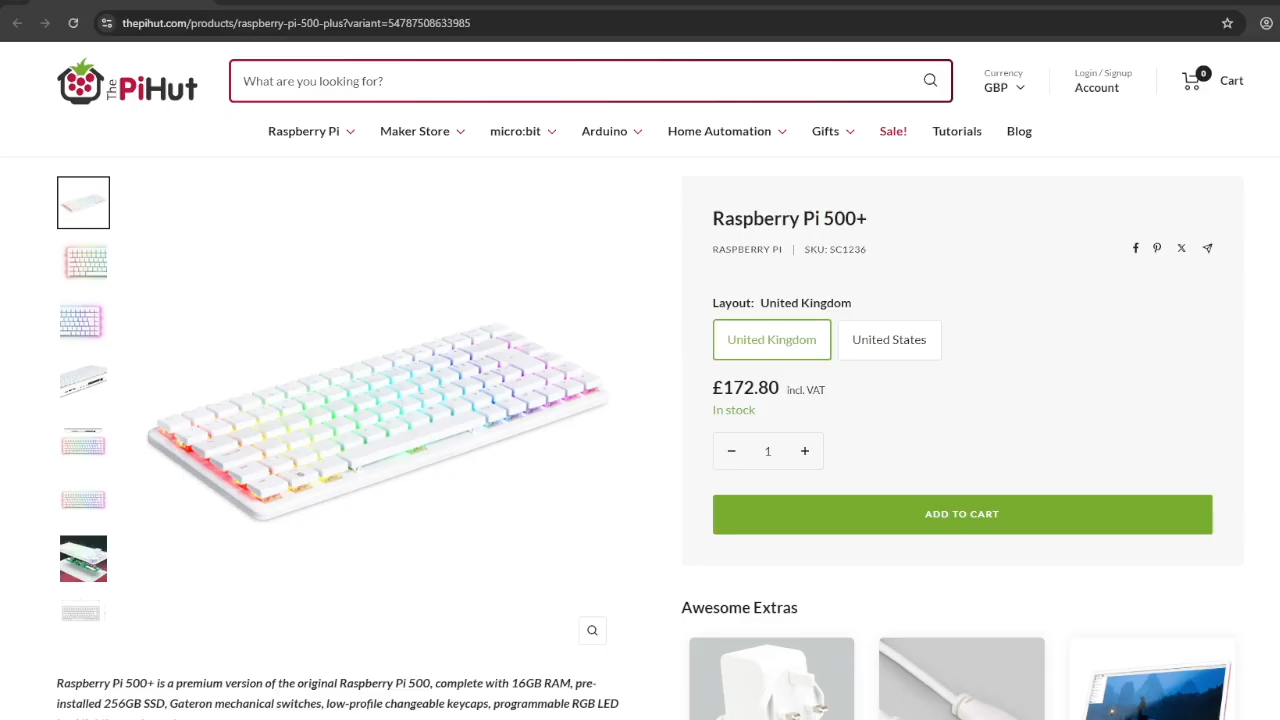 thepihut.com/products/raspberry-pi-500-plus?variant=54787508633985
The PiHut
What are you looking for?
Currency
GBP
Login / Signup
Account
0
Cart
Raspberry Pi
Maker Store
micro:bit
Arduino
Home Automation
Gifts
Sale!
Tutorials
Blog
Raspberry Pi 500+
RASPBERRY PI | SKU: SC1236
Layout: United Kingdom
United Kingdom
United States
£172.80 incl. VAT
In stock
− 1 +
ADD TO CART
Awesome Extras
Raspberry Pi 500+ is a premium version of the original Raspberry Pi 500, complete with 16GB RAM, pre-
installed 256GB SSD, Gateron mechanical switches, low-profile changeable keycaps, programmable RGB LED